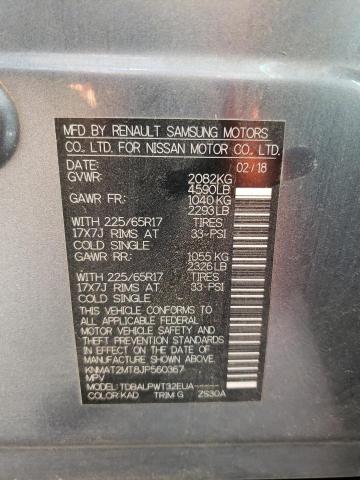 MFD BY RENAULT SAMSUNG MOTORS
CO., LTD. FOR NISSAN MOTOR CO., LTD.
DATE: 02/18
GVWR: 2082KG
4590LB
GAWR FR: 1040KG
2293LB
WITH 225/65R17 TIRES
17X7J RIMS AT 33-PSI
COLD SINGLE
GAWR RR: 1055KG
2326LB
WITH 225/65R17 TIRES
17X7J RIMS AT 33-PSI
COLD SINGLE
THIS VEHICLE CONFORMS TO ALL
APPLICABLE FEDERAL MOTOR
VEHICLE SAFETY, BUMPER, AND
THEFT PREVENTION STANDARDS
IN EFFECT ON THE DATE OF
MANUFACTURE SHOWN ABOVE.
KNMAT2MT8JP560367
MPV
MODEL: TDBALPWT32EUA------
COLOR: KAD TRIM: G ZS30A